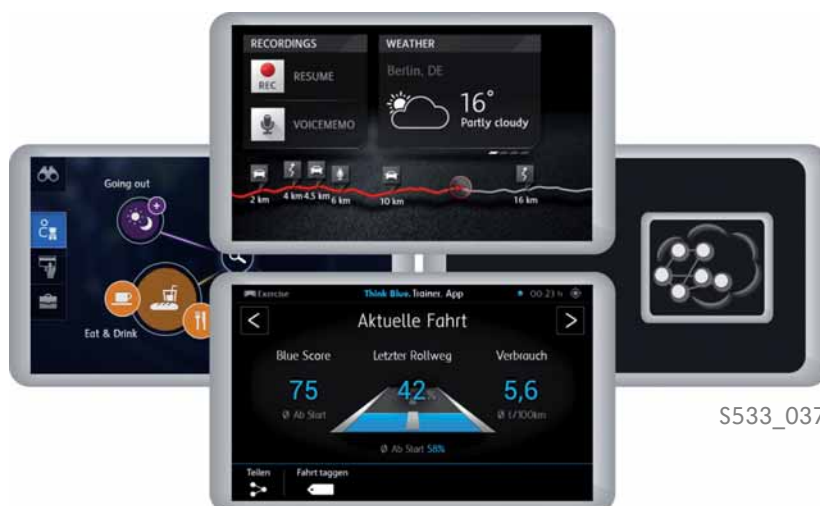 RECORDINGS
WEATHER
REC
RESUME
Berlin, DE
16°
Partly cloudy
VOICEMEMO
2 km
4 km
4.5 km
6 km
10 km
16 km
Going out
Eat & Drink
Exercise
Think Blue. Trainer. App
00:23 h
<
Aktuelle Fahrt
>
Blue Score
Letzter Rollweg
Verbrauch
75
42%
5,6
Ø Ab Start
Ø l/100km
Ø Ab Start 58%
Teilen
Fahrt taggen
S533_037